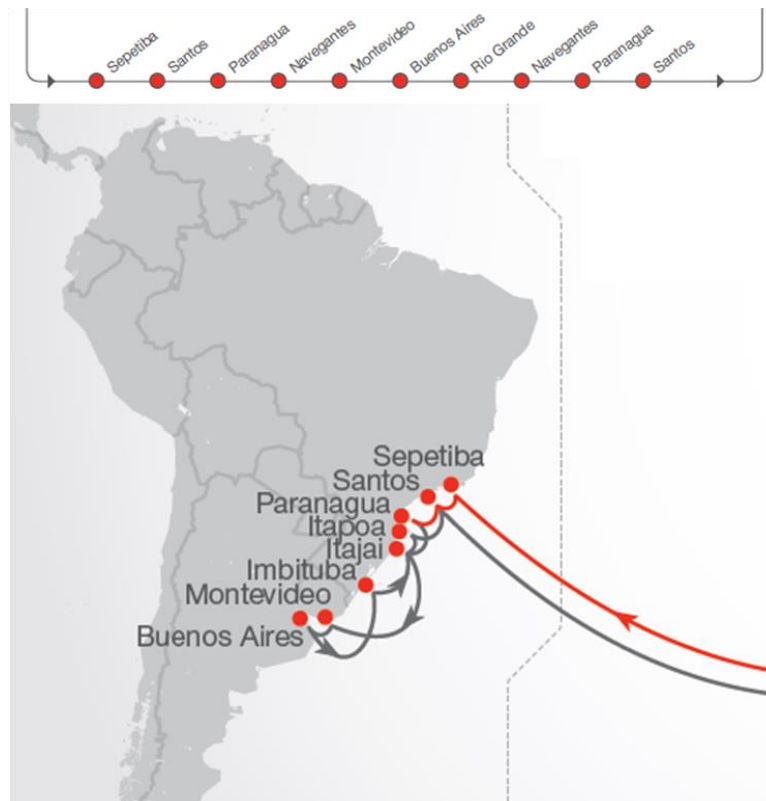 Sepetiba
Santos
Paranagua
Navegantes
Montevideo
Buenos Aires
Rio Grande
Navegantes
Paranagua
Santos
Sepetiba
Santos
Paranagua
Itapoa
Itajai
Imbituba
Montevideo
Buenos Aires